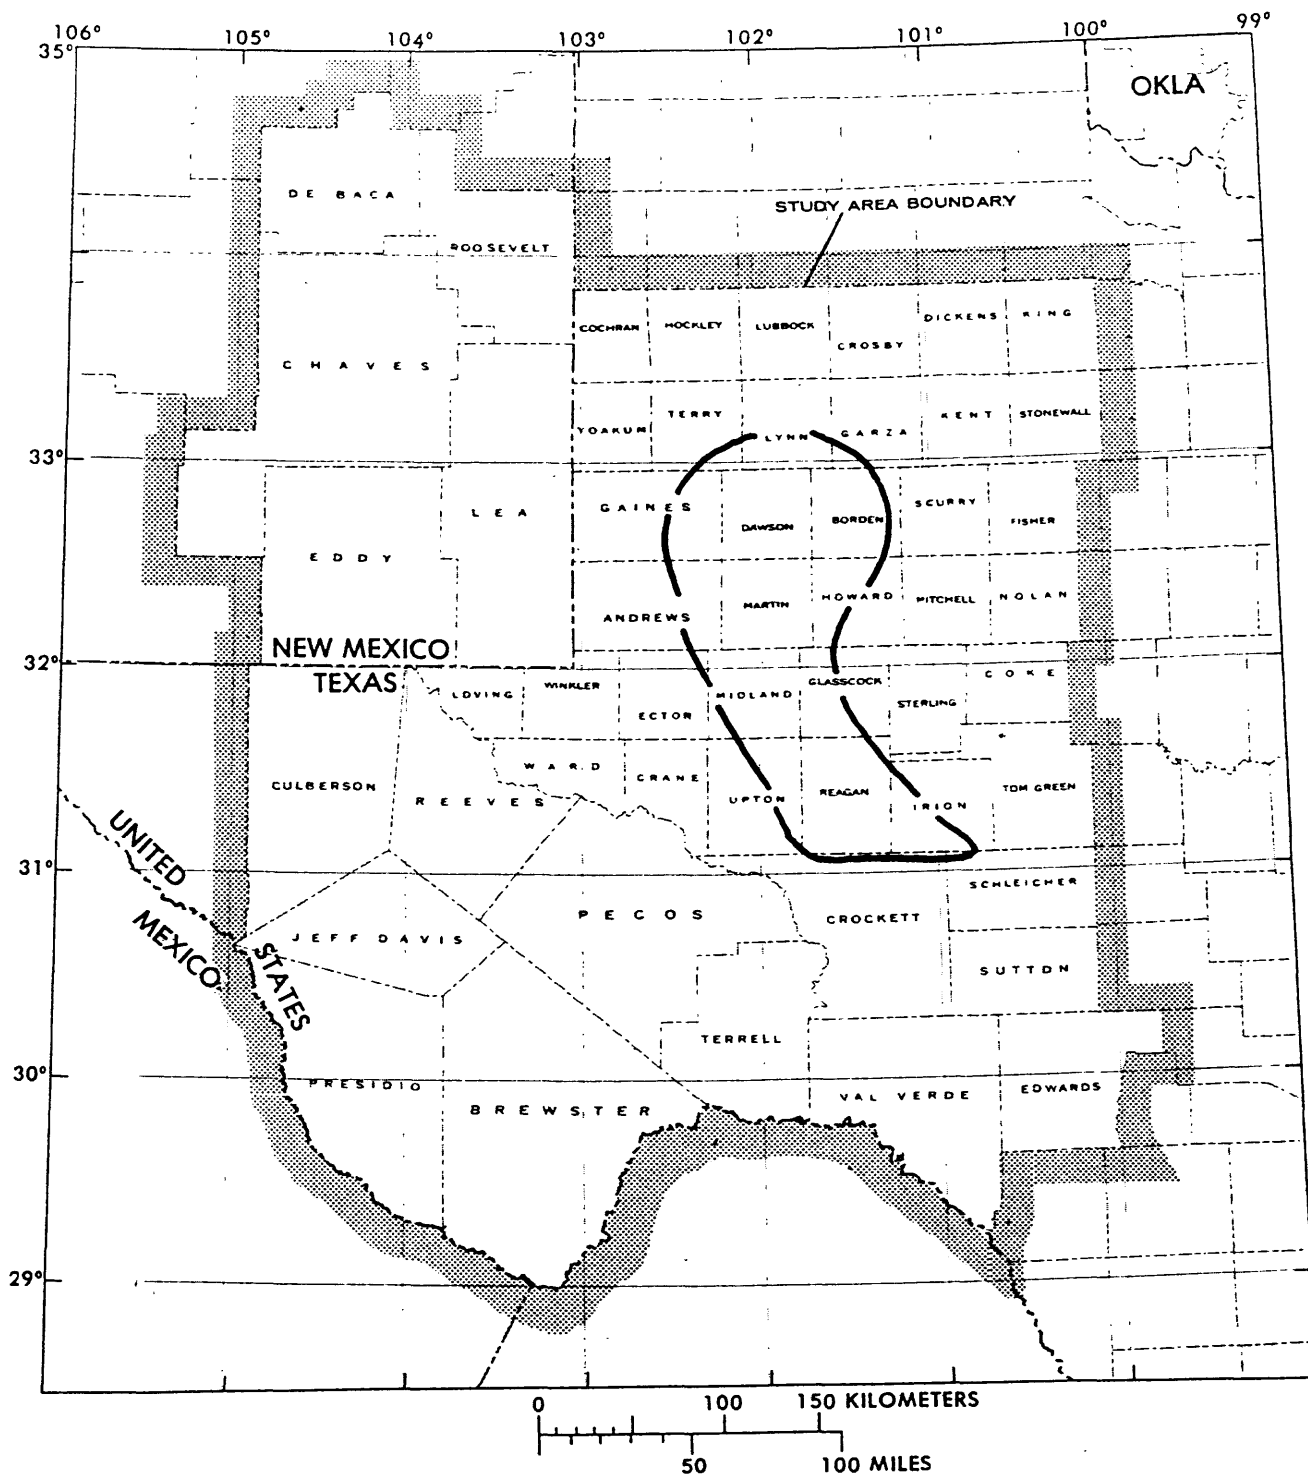 106° 105° 104° 103° 102° 101° 100° 99°
35°
OKLA
DE BACA
STUDY AREA BOUNDARY
ROOSEVELT
COCHRAN HOCKLEY LUBBOCK CROSBY DICKENS KING
CHAVES
YOAKUM TERRY LYNN GARZA KENT STONEWALL
33°
LEA GAINES DAWSON BORDEN SCURRY FISHER
EDDY
ANDREWS MARTIN HOWARD MITCHELL NOLAN
32°
NEW MEXICO
TEXAS
LOVING WINKLER ECTOR MIDLAND GLASSCOCK STERLING COKE
CULBERSON REEVES WARD CRANE UPTON REAGAN IRION TOM GREEN
UNITED
STATES
MEXICO
31°
JEFF DAVIS PECOS CROCKETT SCHLEICHER
SUTTON
TERRELL
30°
PRESIDIO BREWSTER VAL VERDE EDWARDS
29°
0 100 150 KILOMETERS
50 100 MILES